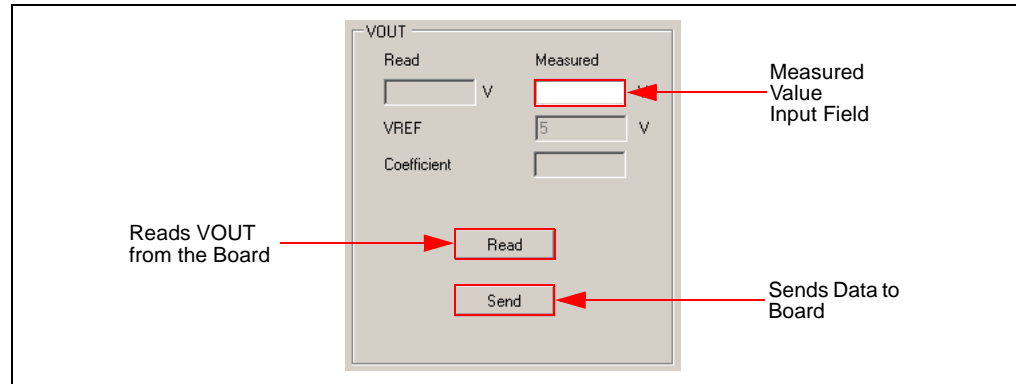 VOUT
Read Measured
V V
VREF 5 V
Coefficient
Read
Send
Measured
Value
Input Field
Reads VOUT
from the Board
Sends Data to
Board